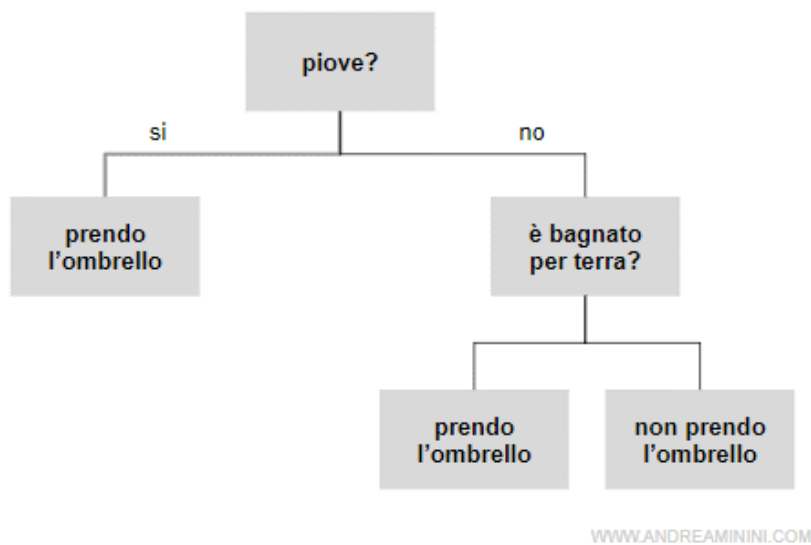 piove?
si
no
prendo
l'ombrello
è bagnato
per terra?
prendo
l'ombrello
non prendo
l'ombrello
WWW.ANDREAMININI.COM